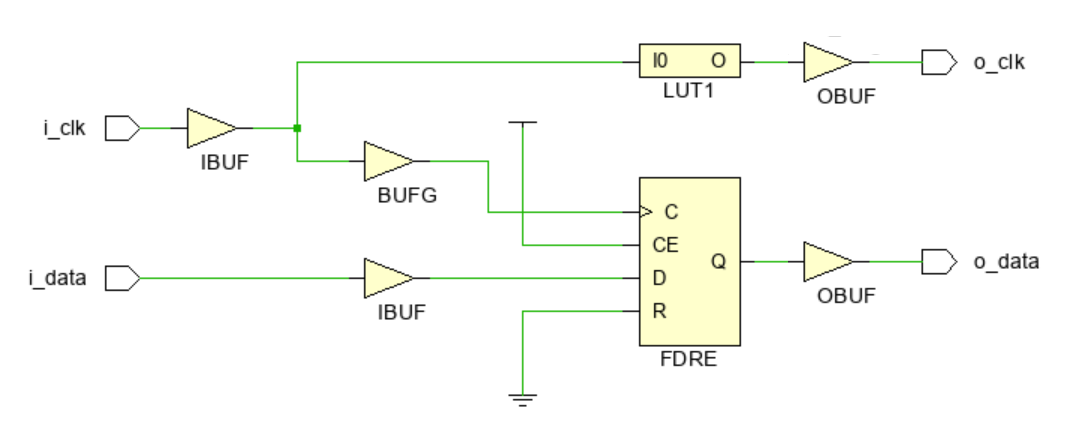 I0 O
LUT1
OBUF
o_clk
i_clk
IBUF
BUFG
C
CE
D
R
Q
FDRE
i_data
IBUF
OBUF
o_data